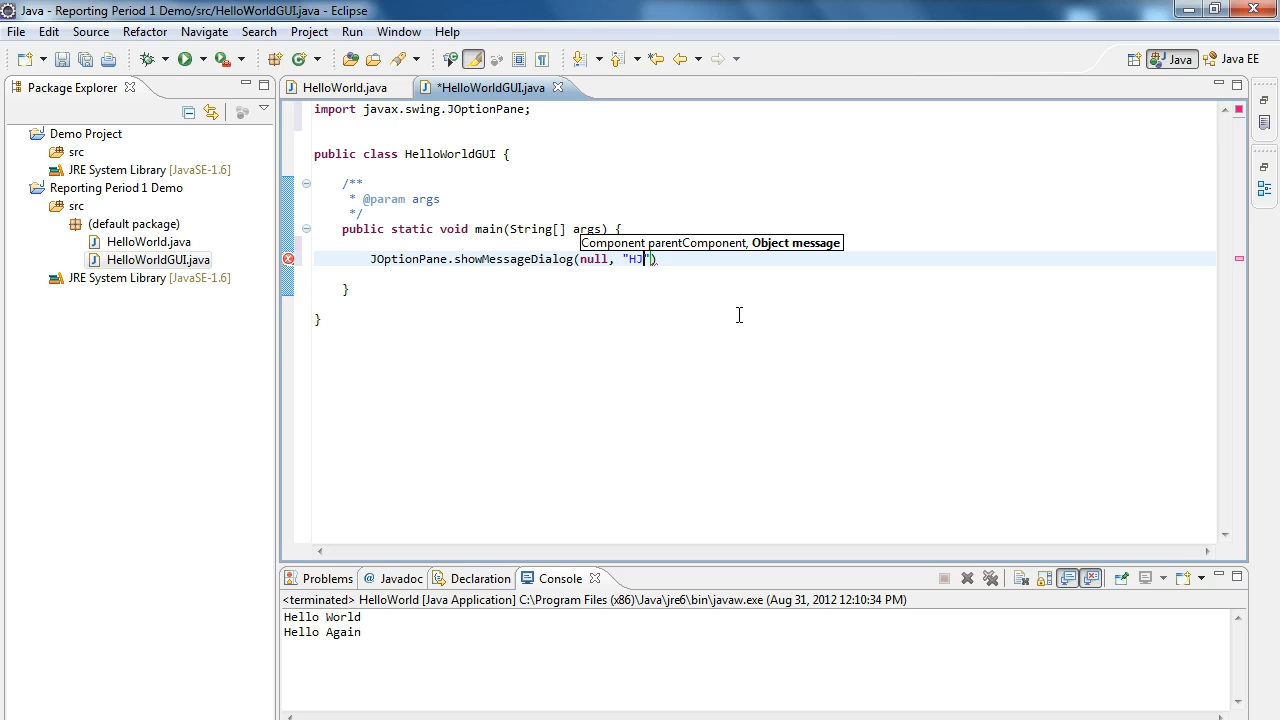 Java - Reporting Period 1 Demo/src/HelloWorldGUI.java - Eclipse
File Edit Source Refactor Navigate Search Project Run Window Help
Java Java EE
Package Explorer
HelloWorld.java *HelloWorldGUI.java
Demo Project
src
JRE System Library [JavaSE-1.6]
Reporting Period 1 Demo
src
(default package)
HelloWorld.java
HelloWorldGUI.java
JRE System Library [JavaSE-1.6]
import javax.swing.JOptionPane;
public class HelloWorldGUI {
/**
* @param args
*/
public static void main(String[] args) {
Component parentComponent, Object message
JOptionPane.showMessageDialog(null, "HJ")
}
}
Problems Javadoc Declaration Console
<terminated> HelloWorld [Java Application] C:\Program Files (x86)\Java\jre6\bin\javaw.exe (Aug 31, 2012 12:10:34 PM)
Hello World
Hello Again